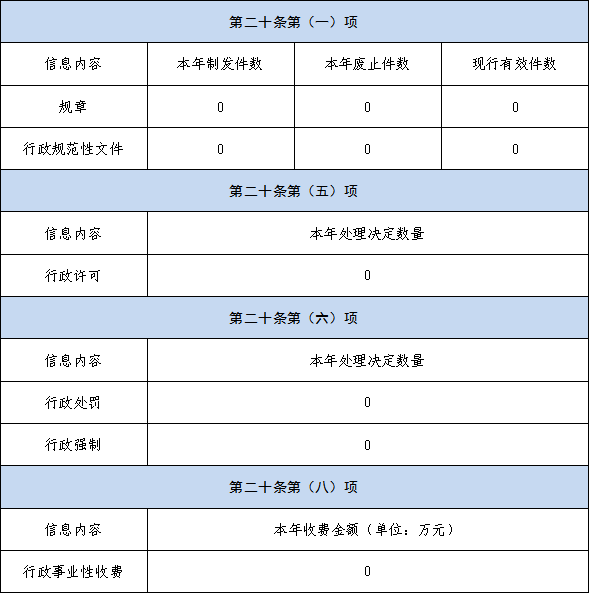 第二十条第（一）项
信息内容 本年制发件数 本年废止件数 现行有效件数
规章 0 0 0
行政规范性文件 0 0 0
第二十条第（五）项
信息内容 本年处理决定数量
行政许可 0
第二十条第（六）项
信息内容 本年处理决定数量
行政处罚 0
行政强制 0
第二十条第（八）项
信息内容 本年收费金额（单位：万元）
行政事业性收费 0